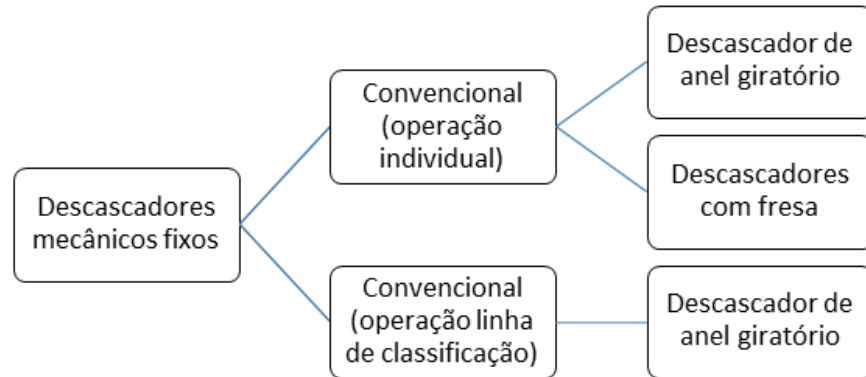 Descascadores
mecânicos fixos
Convencional
(operação
individual)
Descascador de
anel giratório
Descascadores
com fresa
Convencional
(operação linha
de classificação)
Descascador de
anel giratório